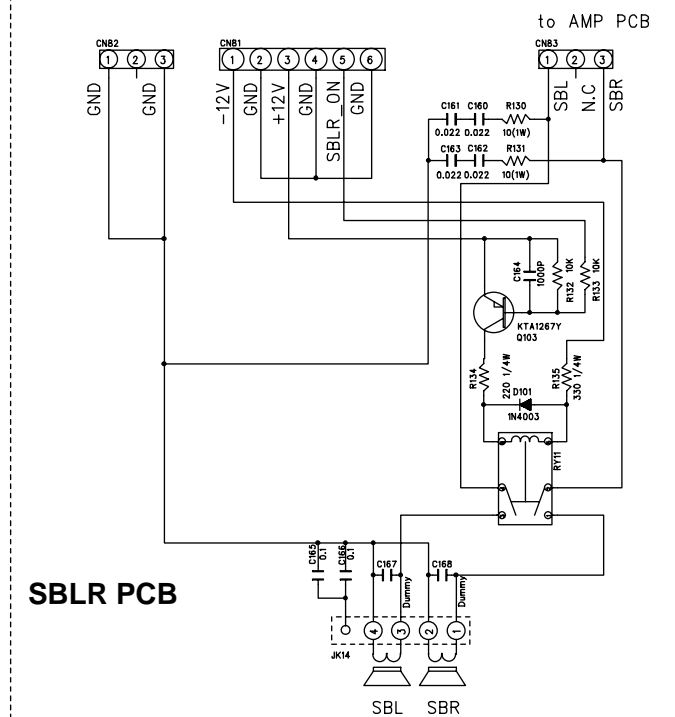 to AMP PCB
CN82 CN81 CN83
1 2 3 1 2 3 4 5 6 1 2 3
GND GND -12V GND +12V GND SBLR_ON GND SBL N.C SBR
C161 C160 R130
0.022 0.022 10(1W)
C163 C162 R131
0.022 0.022 10(1W)
C164 1000P R132 10K R133 10K
KTA1267Y
Q103
R134 220 1/4W R135 330 1/4W
D101
1N4003
RY11
C165 0.1 C166 0.1 C167 Dummy C168 Dummy
SBLR PCB
4 3 2 1
JK14
SBL SBR